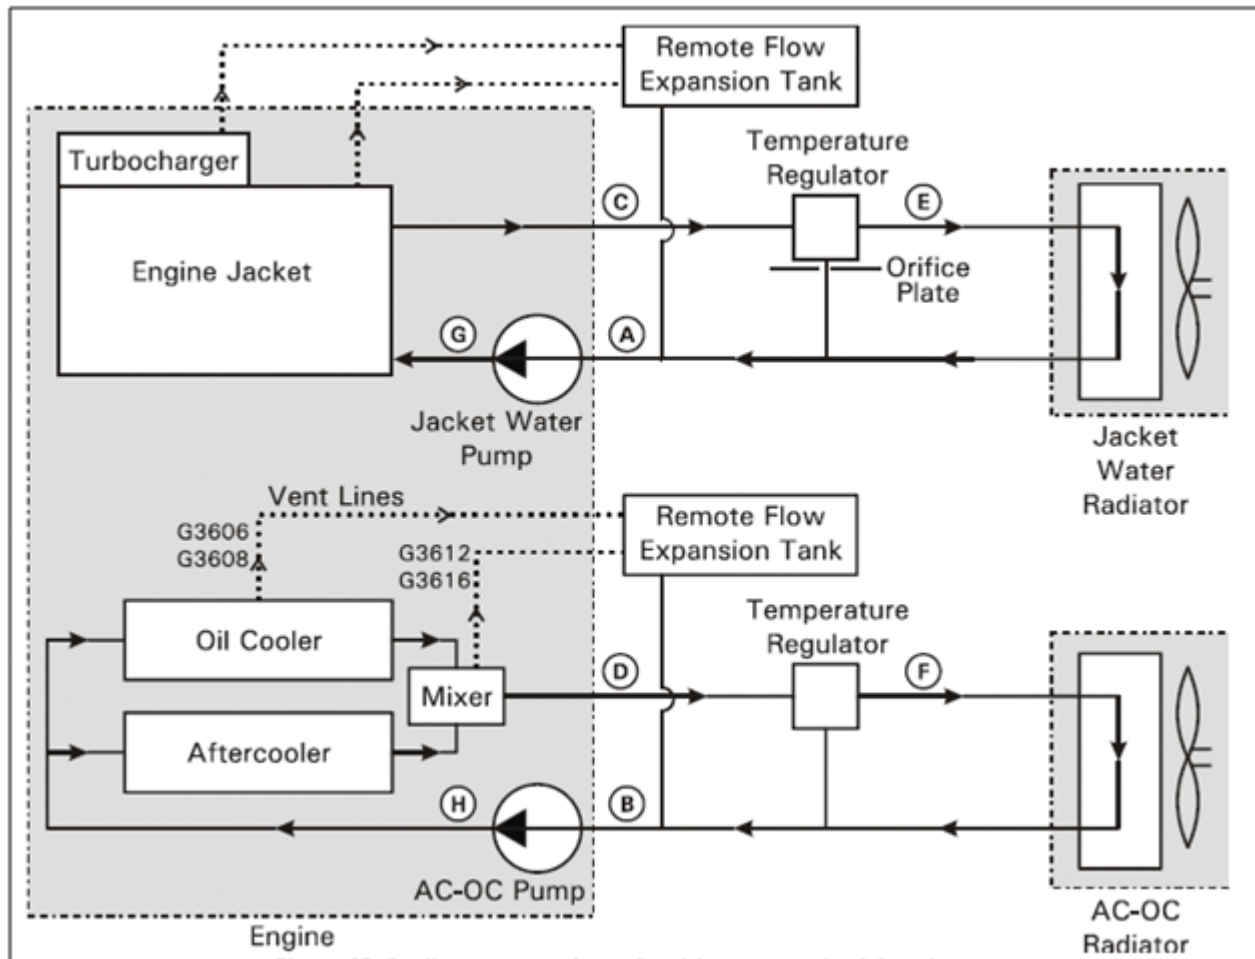 Remote Flow
Expansion Tank
Turbocharger
Temperature
Regulator
C
E
Engine Jacket
Orifice
Plate
G
A
Jacket Water
Pump
Jacket
Water
Radiator
Vent Lines
G3606
G3608
G3612
G3616
Remote Flow
Expansion Tank
Temperature
Regulator
Oil Cooler
Mixer
D
F
Aftercooler
H
B
AC-OC Pump
AC-OC
Radiator
Engine